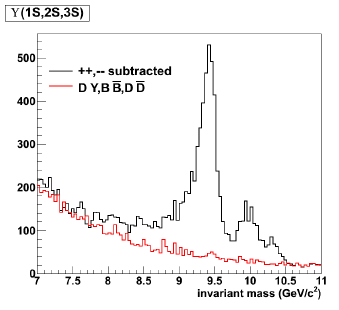 ϒ(1S,2S,3S)
++,-- subtracted
D Y,B B̅,D D̅
500
400
300
200
100
0
7 7.5 8 8.5 9 9.5 10 10.5 11
invariant mass (GeV/c²)